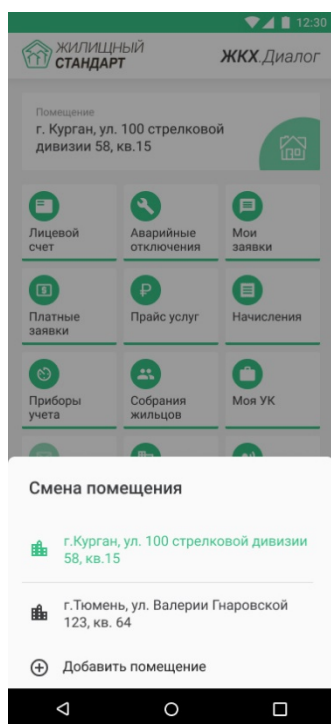 12:30
ЖИЛИЩНЫЙ
СТАНДАРТ
ЖКХ.Диалог
Помещение
г. Курган, ул. 100 стрелковой
дивизии 58, кв.15
Лицевой
счет
Аварийные
отключения
Мои
заявки
Платные
заявки
Прайс услуг
Начисления
Приборы
учета
Собрания
жильцов
Моя УК
Смена помещения
г.Курган, ул. 100 стрелковой дивизии
58, кв.15
г.Тюмень, ул. Валерии Гнаровской
123, кв. 64
Добавить помещение